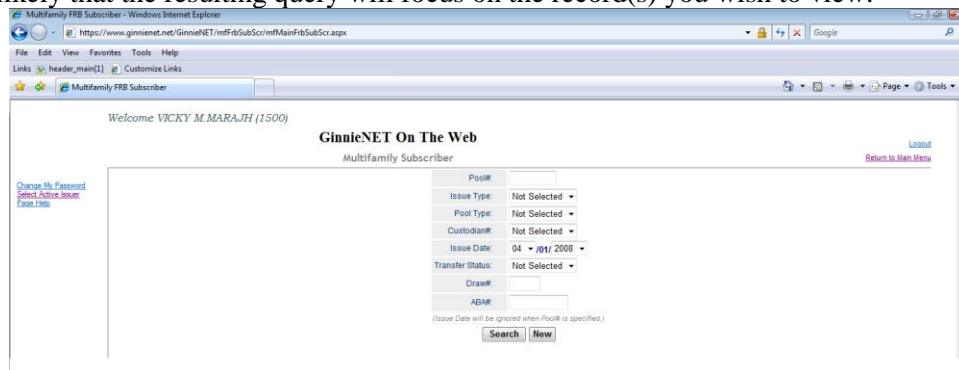 likely that the resulting query will focus on the record(s) you wish to view.
Multifamily FRB Subscriber - Windows Internet Explorer
https://www.ginnienet.net/GinnieNET/mfFrbSubScr/mfMainFrbSubScr.aspx
Google
File Edit View Favorites Tools Help
Links header_main[1] Customize Links
Multifamily FRB Subscriber
Page Tools
Welcome VICKY M.MARAJH (1500)
GinnieNET On The Web
Logout
Multifamily Subscriber
Return to Main Menu
Change My Password
Select Active Issuer
Page Help
Pool#:
Issue Type: Not Selected
Pool Type: Not Selected
Custodian#: Not Selected
Issue Date: 04 /01/ 2008
Transfer Status: Not Selected
Draw#:
ABA#:
(Issue Date will be ignored when Pool# is specified.)
Search New